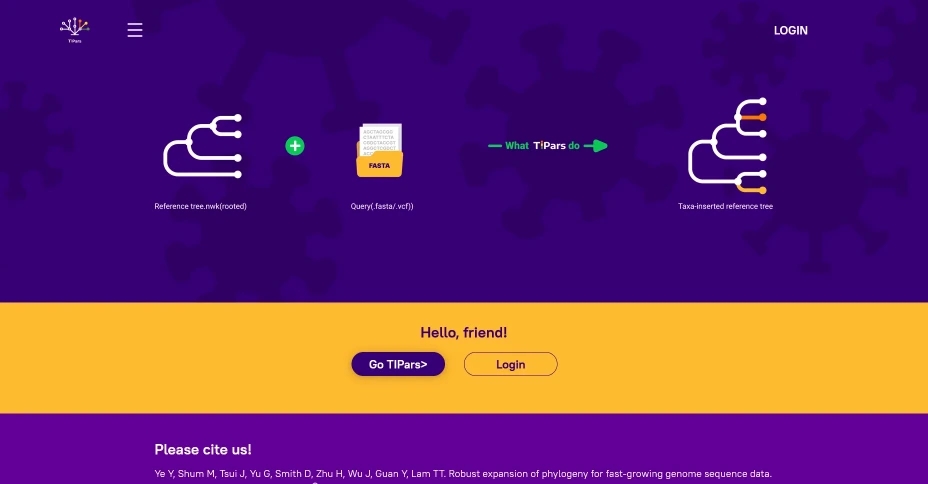 TIPars
LOGIN
AGCTAGCGC
CTAATTTCTA
FASTA
What TiPars do
Reference tree.nwk(rooted)
Query(.fasta/.vcf))
Taxa-inserted reference tree
Hello, friend!
Go TIPars>
Login
Please cite us!
Ye Y, Shum M, Tsui J, Yu G, Smith D, Zhu H, Wu J, Guan Y, Lam TT. Robust expansion of phylogeny for fast-growing genome sequence data.